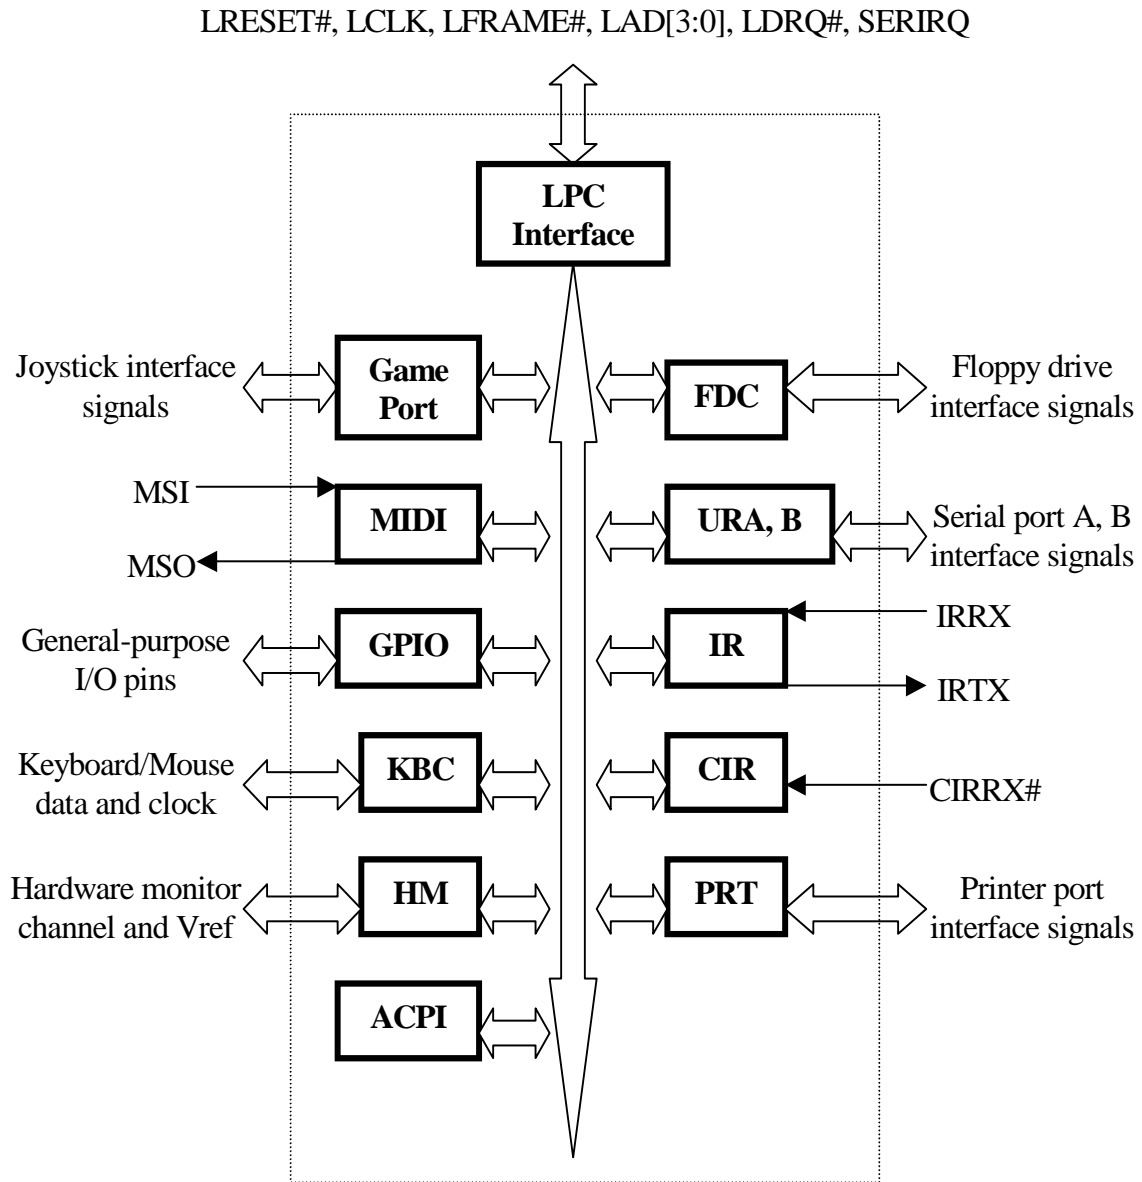 LRESET#, LCLK, LFRAME#, LAD[3:0], LDRQ#, SERIRQ
LPC
Interface
Joystick interface
signals
Game
Port
FDC
Floppy drive
interface signals
MSI
MSO
MIDI
URA, B
Serial port A, B
interface signals
General-purpose
I/O pins
GPIO
IR
IRRX
IRTX
Keyboard/Mouse
data and clock
KBC
CIR
CIRRX#
Hardware monitor
channel and Vref
HM
PRT
Printer port
interface signals
ACPI